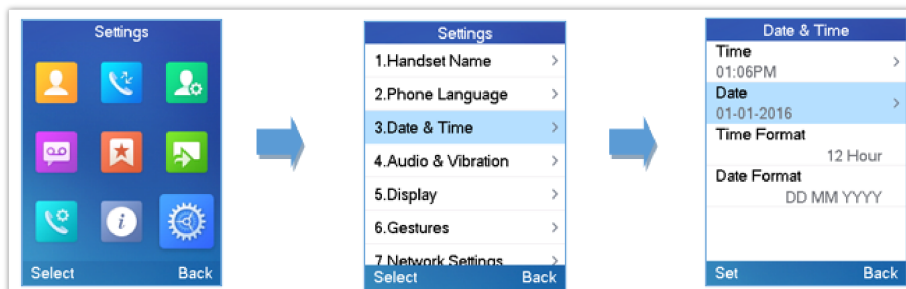 Settings
Select Back
Settings
1.Handset Name
2.Phone Language
3.Date & Time
4.Audio & Vibration
5.Display
6.Gestures
7.Network Settings
Select Back
Date & Time
Time
01:06PM
Date
01-01-2016
Time Format
12 Hour
Date Format
DD MM YYYY
Set Back